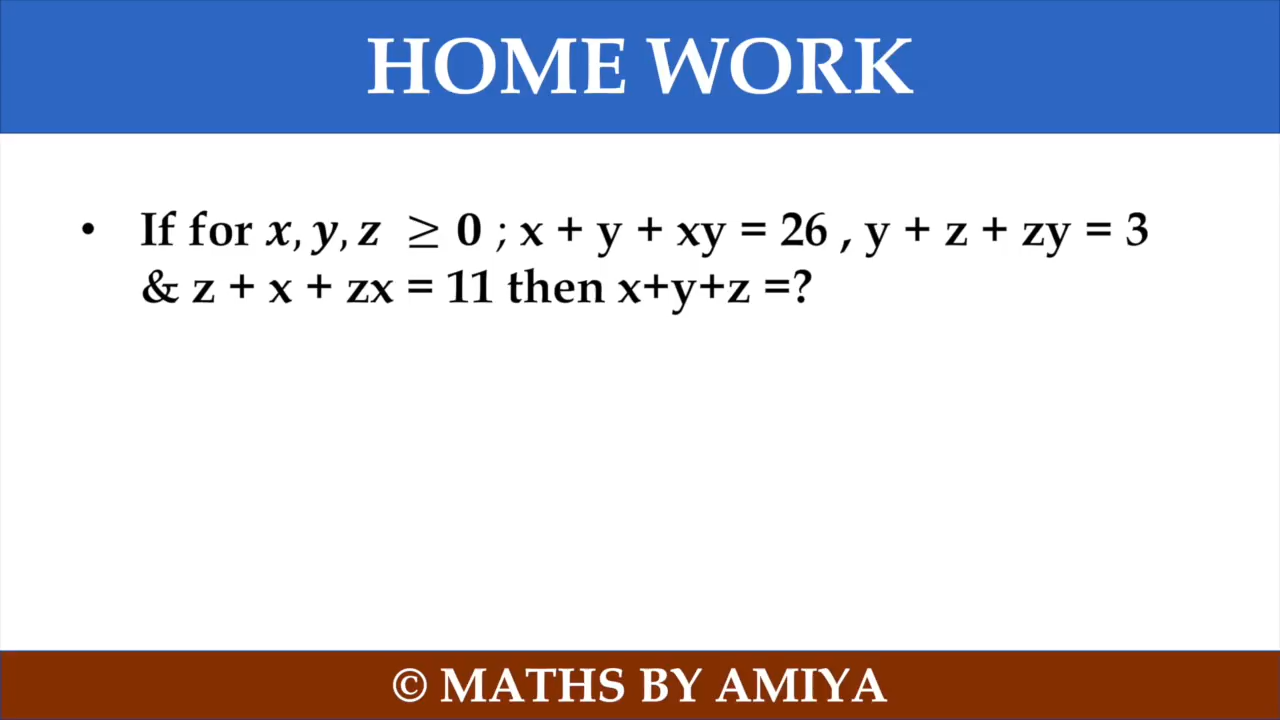 HOME WORK
• If for x, y, z ≥ 0 ; x + y + xy = 26 , y + z + zy = 3
& z + x + zx = 11 then x+y+z =?
© MATHS BY AMIYA